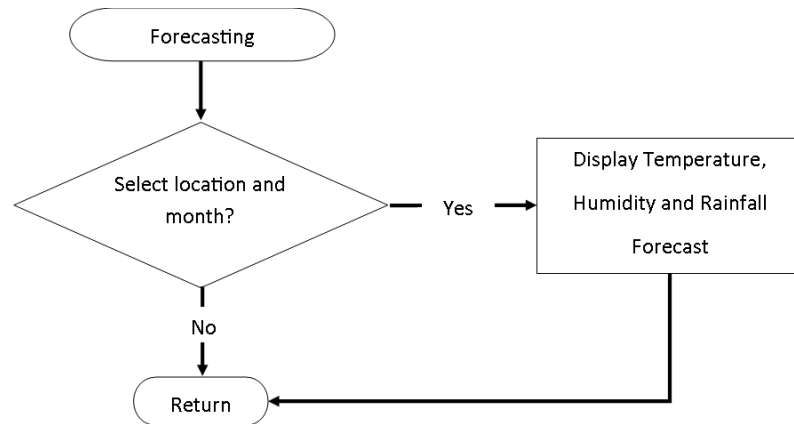 Forecasting
Select location and
month?
Yes
Display Temperature,
Humidity and Rainfall
Forecast
No
Return